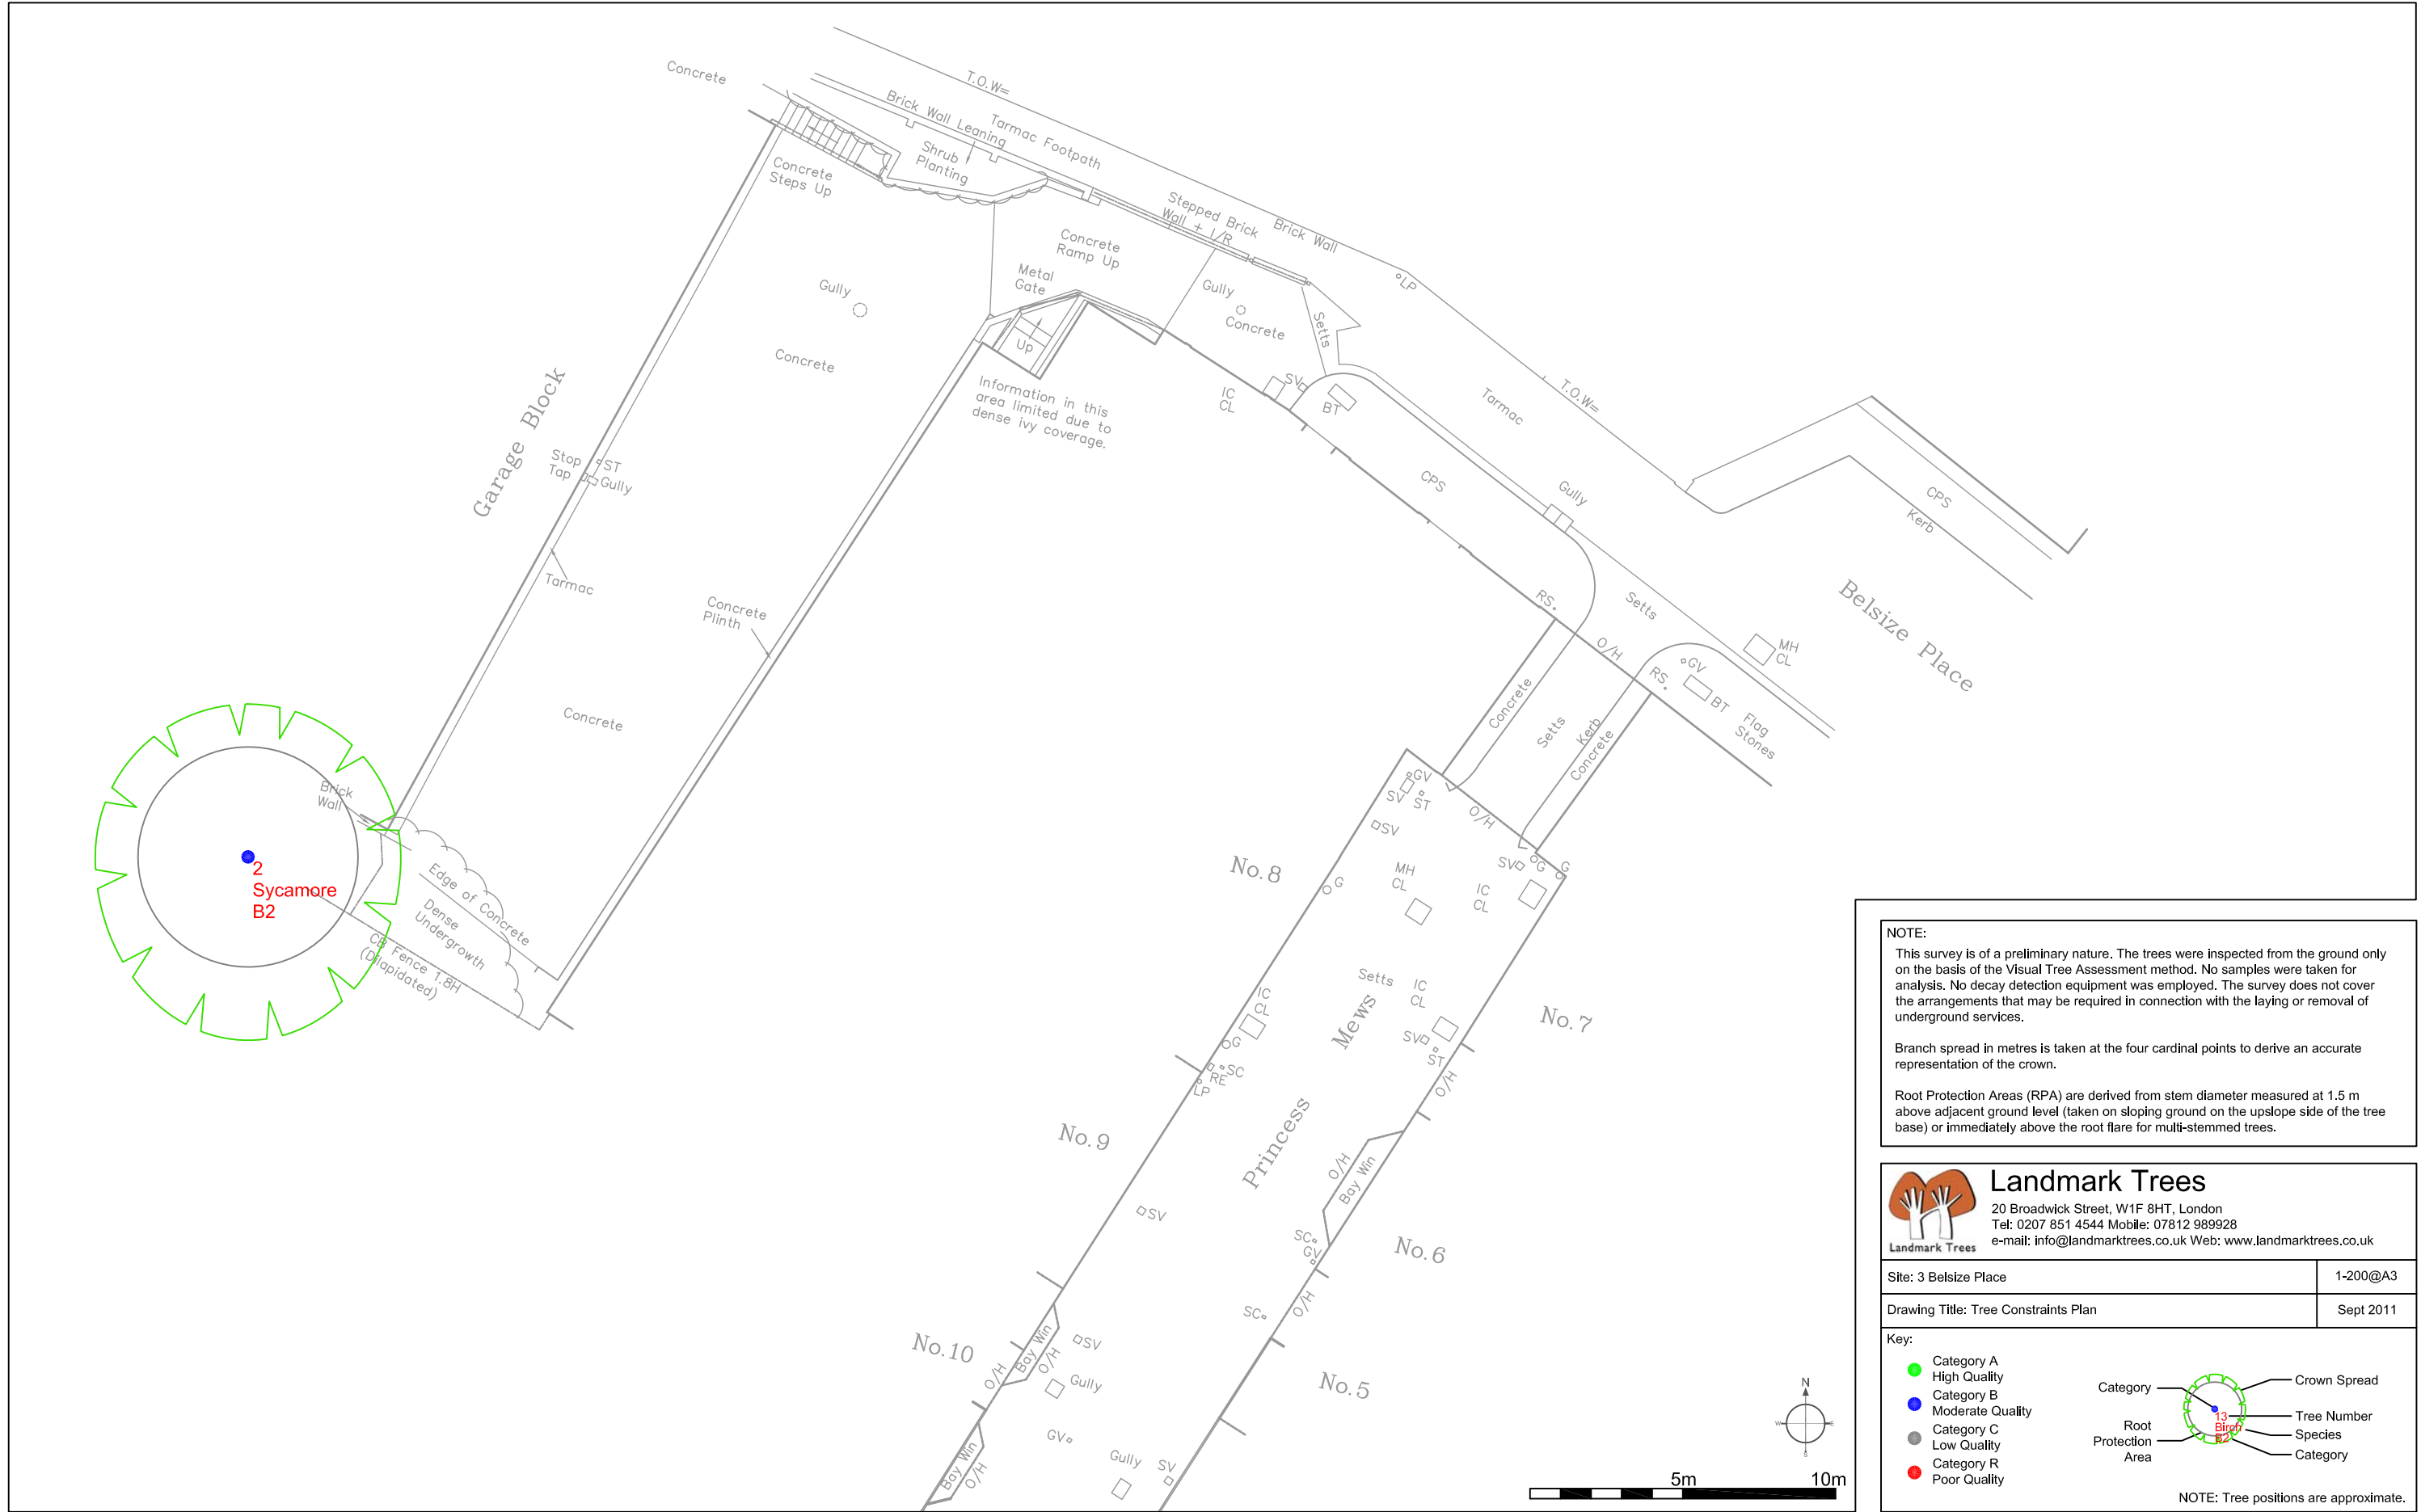 Concrete
T.O.W=
Brick Wall Leaning
Tarmac Footpath
Shrub
Planting
Concrete
Steps Up
Stepped Brick
Wall + I/R
Brick Wall
Concrete
Ramp Up
Metal
Gate
Gully
Gully
Concrete
Setts
LP
Up
Concrete
Information in this
area limited due to
dense ivy coverage.
IC
CL
SV
BT
Tarmac
T.O.W=
Garage Block
Stop
Tap
ST
Gully
CPS
Gully
CPS
Kerb
Tarmac
Concrete
Plinth
RS
Setts
Belsize Place
O/H
MH
CL
GV
RS
BT
Flag
Stones
Concrete
Concrete
Setts
Kerb
Concrete
Brick
Wall
2
Sycamore
B2
Edge of Concrete
Dense
Undergrowth
CB Fence 1.8H
(Dilapidated)
GV
SV
ST
SV
O/H
No.8
G
MH
CL
IC
CL
SV
G
G
Setts
IC
CL
IC
CL
Mews
No.7
SV
ST
O/H
G
SC
RE
LP
No.9
Princess
O/H
Bay Win
SV
SC
GV
No.6
SC
O/H
No.10
Bay Win
SV
O/H
O/H
Gully
No.5
GV
Bay Win
O/H
Gully
SV
N
W
E
S
5m
10m
NOTE:
This survey is of a preliminary nature. The trees were inspected from the ground only
on the basis of the Visual Tree Assessment method. No samples were taken for
analysis. No decay detection equipment was employed. The survey does not cover
the arrangements that may be required in connection with the laying or removal of
underground services.
Branch spread in metres is taken at the four cardinal points to derive an accurate
representation of the crown.
Root Protection Areas (RPA) are derived from stem diameter measured at 1.5 m
above adjacent ground level (taken on sloping ground on the upslope side of the tree
base) or immediately above the root flare for multi-stemmed trees.
Landmark Trees
Landmark Trees
20 Broadwick Street, W1F 8HT, London
Tel: 0207 851 4544 Mobile: 07812 989928
e-mail: info@landmarktrees.co.uk Web: www.landmarktrees.co.uk
Site: 3 Belsize Place
1-200@A3
Drawing Title: Tree Constraints Plan
Sept 2011
Key:
Category A
High Quality
Category B
Moderate Quality
Category C
Low Quality
Category R
Poor Quality
Category
Root
Protection
Area
13
Birch
B2
Crown Spread
Tree Number
Species
Category
NOTE: Tree positions are approximate.